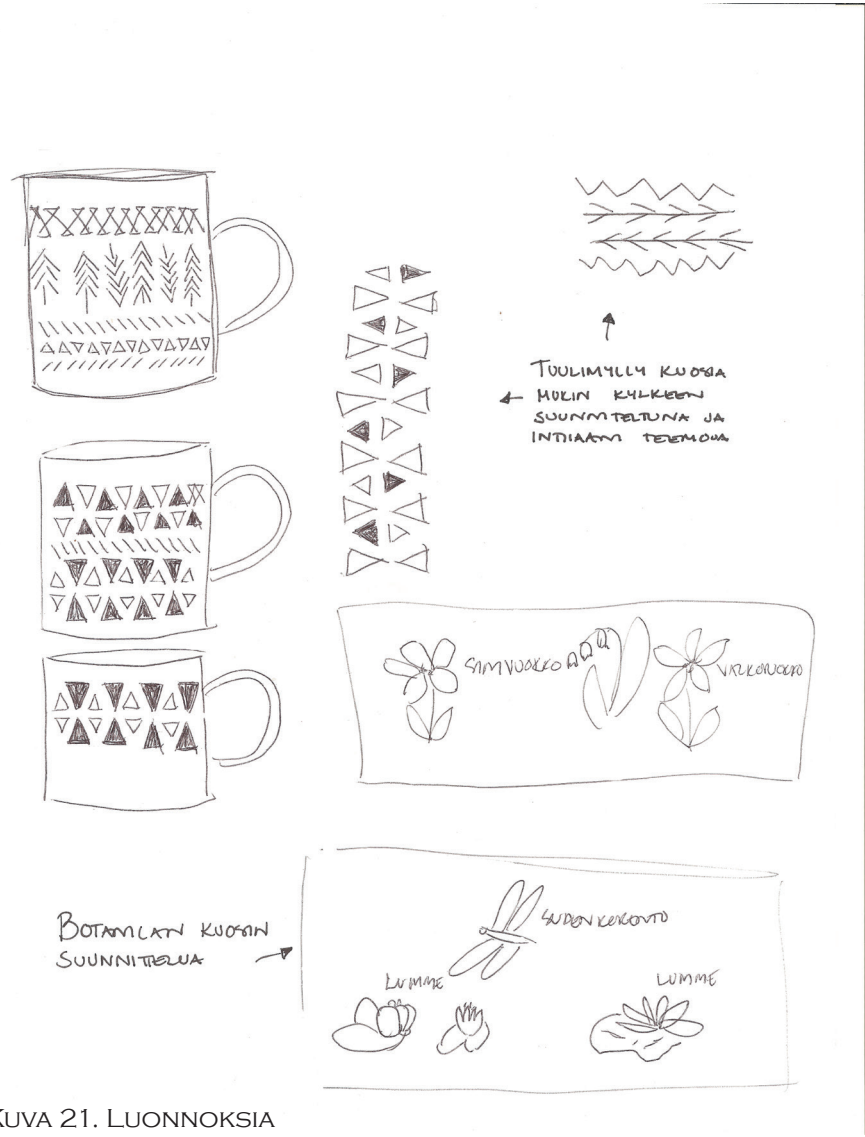 TUULIMYLLY KUOSIA
MUKIN KYLKEEN
SUUNNITELTUNA JA
INTIAANI TEEMOJA
SINIVUOKKO
VALKOVUOKKO
BOTANICAN KUOSIN
SUUNNITTELUA
SUDENKORENTO
LUMME
LUMME
KUVA 21. LUONNOKSIA